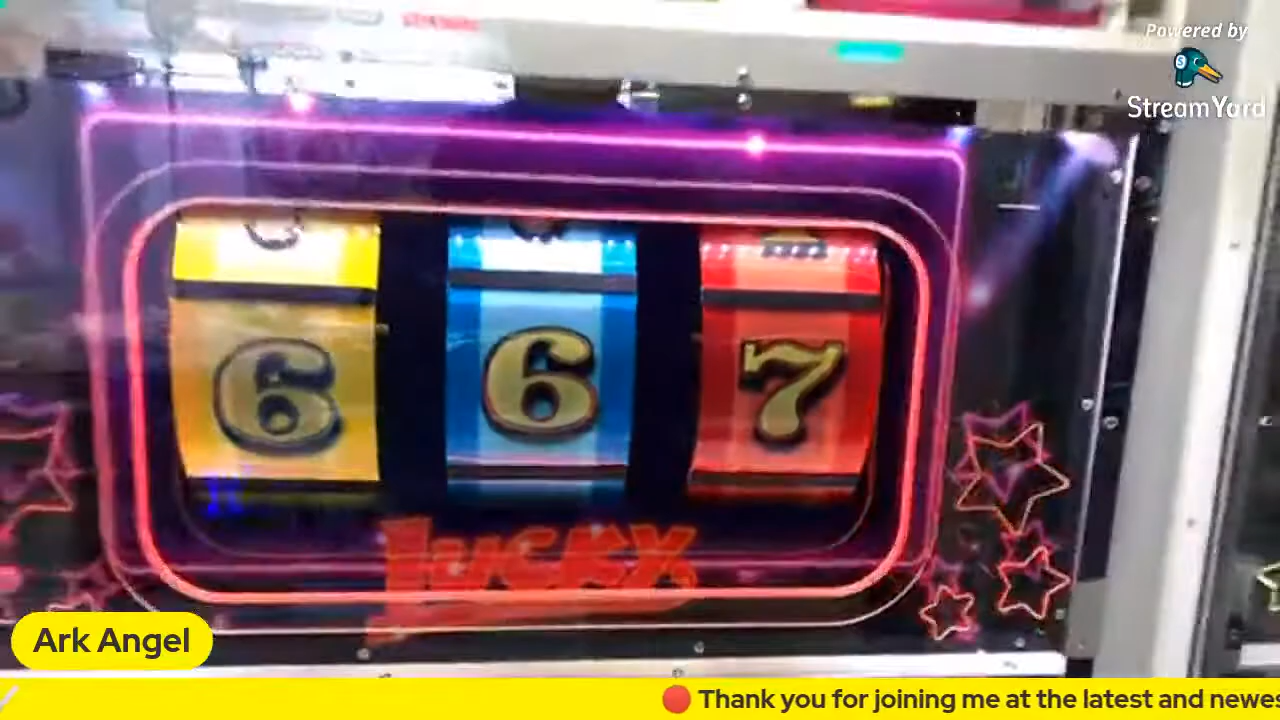 Powered by
StreamYard
6 6 7
LUCKY
Ark Angel
Thank you for joining me at the latest and newes